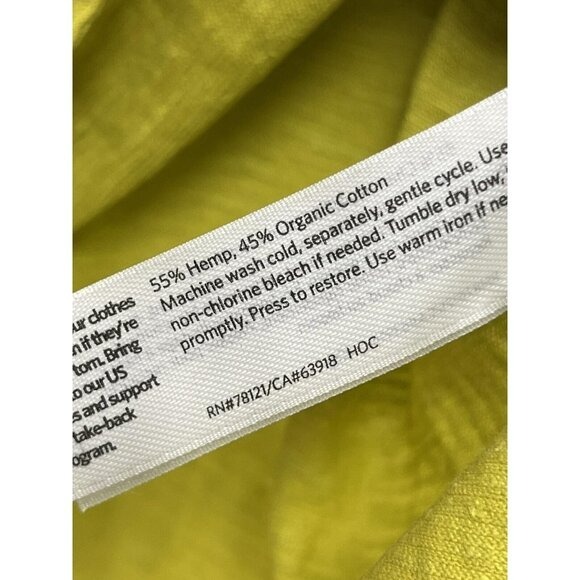 ur clothes
n if they're
tom. Bring
o our US
s and support
take-back
ogram.
55% Hemp, 45% Organic Cotton
Machine wash cold, separately, gentle cycle. Use
non-chlorine bleach if needed. Tumble dry low,
promptly. Press to restore. Use warm iron if ne
RN#78121/CA#63918 HOC